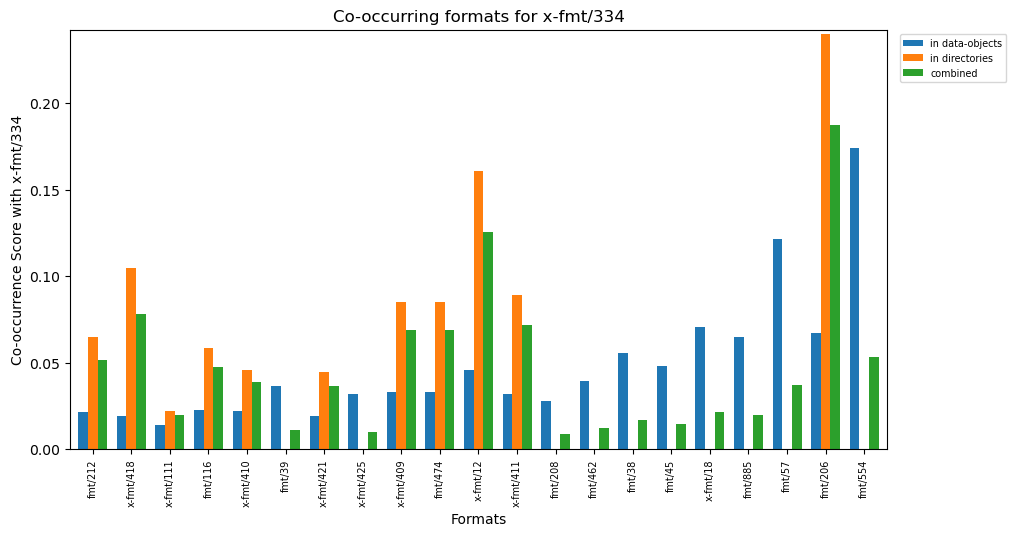 Co-occurring formats for x-fmt/334
in data-objects
in directories
combined
Co-occurrence Score with x-fmt/334
0.20
0.15
0.10
0.05
0.00
fmt/212
x-fmt/418
x-fmt/111
fmt/116
x-fmt/410
fmt/39
x-fmt/421
x-fmt/425
x-fmt/409
fmt/474
x-fmt/12
x-fmt/411
fmt/208
fmt/462
fmt/38
fmt/45
x-fmt/18
fmt/885
fmt/57
fmt/206
fmt/554
Formats